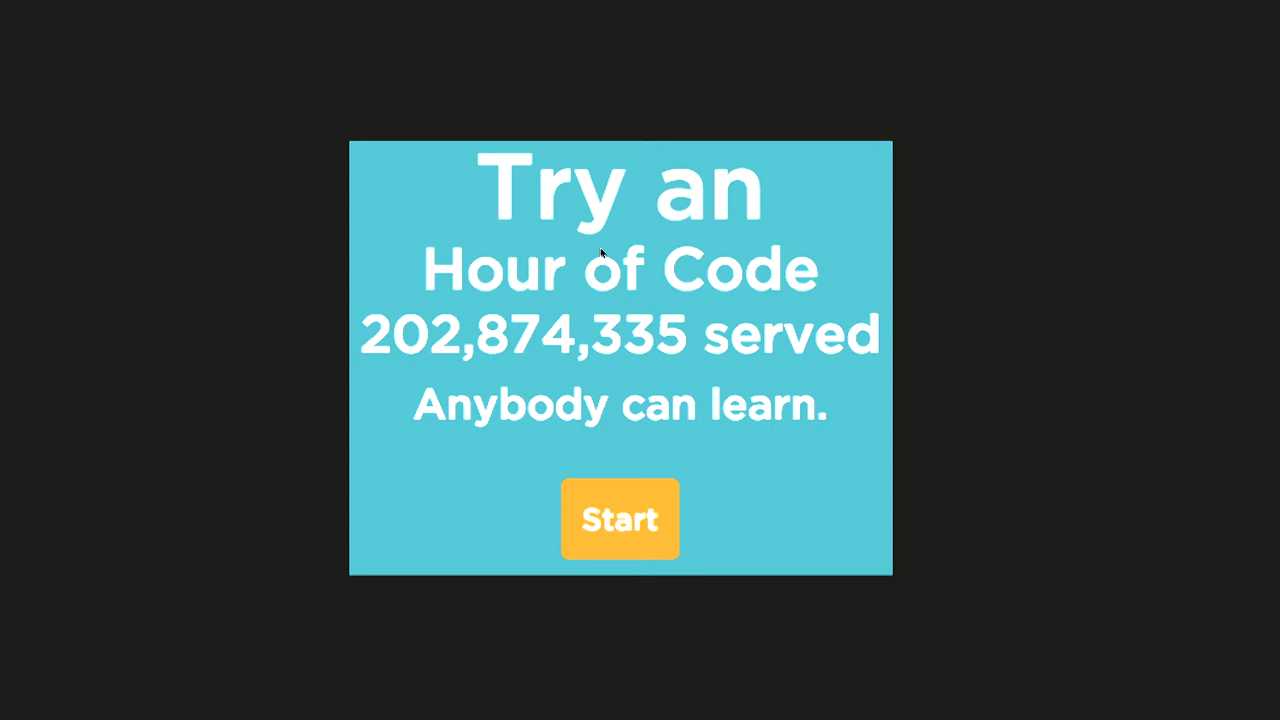 Try an
Hour of Code
202,874,335 served
Anybody can learn.
Start